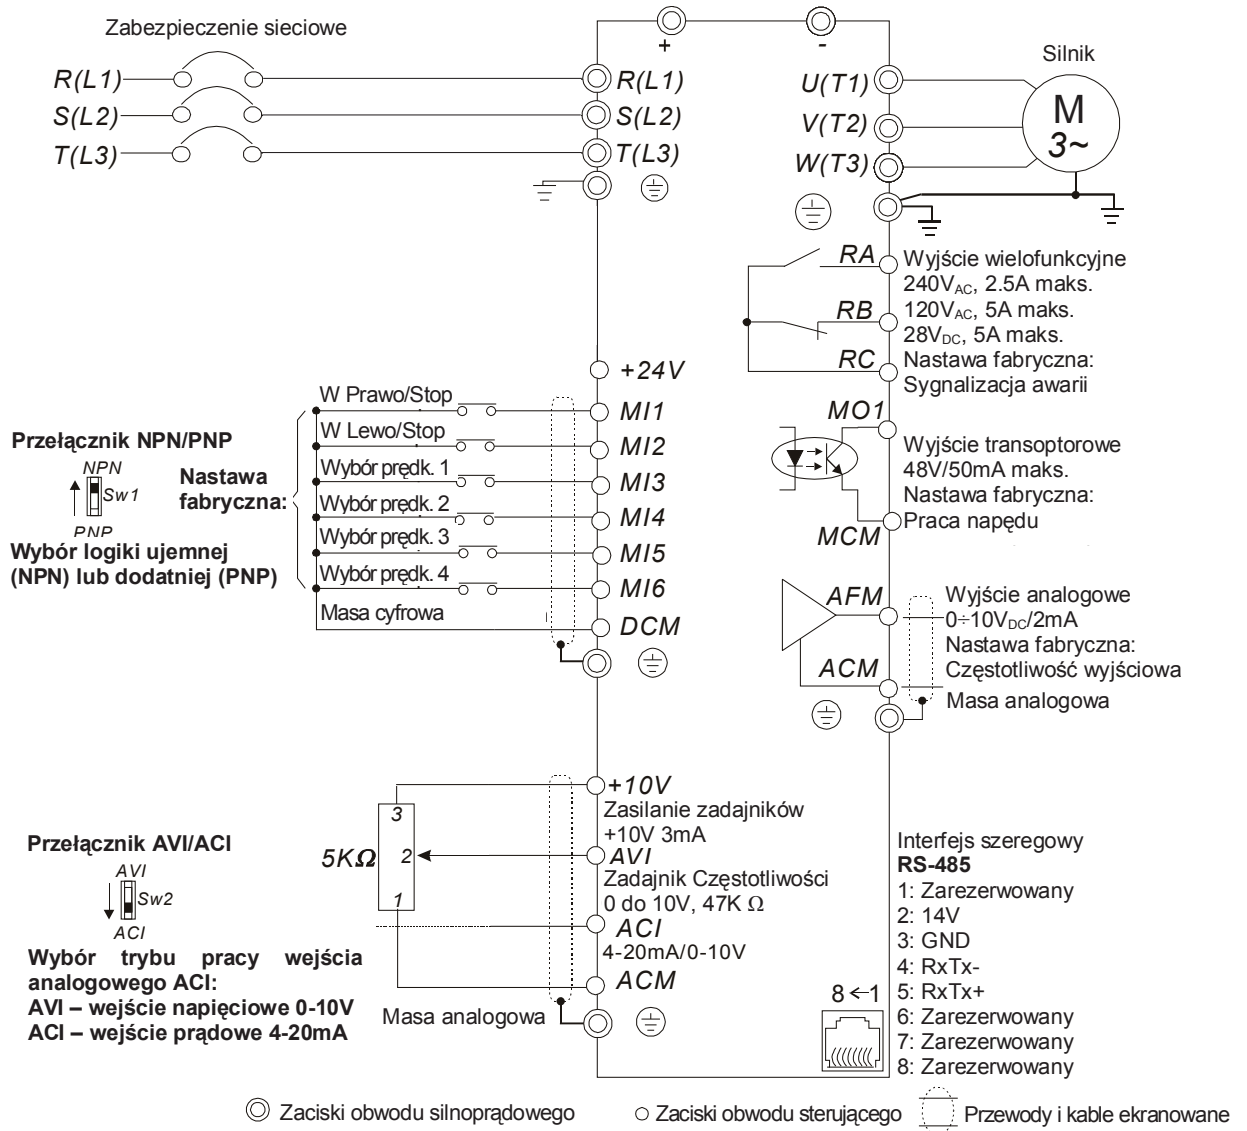 Zabezpieczenie sieciowe
+
-
Silnik
R(L1)
S(L2)
T(L3)
R(L1)
S(L2)
T(L3)
U(T1)
V(T2)
W(T3)
M
3~
RA
RB
RC
Wyjście wielofunkcyjne
240VAC, 2.5A maks.
120VAC, 5A maks.
28VDC, 5A maks.
Nastawa fabryczna:
Sygnalizacja awarii
+24V
W Prawo/Stop
MI1
W Lewo/Stop
MI2
Wybór prędk. 1
MI3
Wybór prędk. 2
MI4
Wybór prędk. 3
MI5
Wybór prędk. 4
MI6
Masa cyfrowa
DCM
Przełącznik NPN/PNP
NPN
Sw1
PNP
Nastawa
fabryczna:
Wybór logiki ujemnej
(NPN) lub dodatniej (PNP)
MO1
MCM
Wyjście transoptorowe
48V/50mA maks.
Nastawa fabryczna:
Praca napędu
AFM
ACM
Wyjście analogowe
0÷10VDC/2mA
Nastawa fabryczna:
Częstotliwość wyjściowa
Masa analogowa
+10V
Zasilanie zadajników
+10V 3mA
AVI
Zadajnik Częstotliwości
0 do 10V, 47K Ω
ACI
4-20mA/0-10V
ACM
Masa analogowa
3
5KΩ
2
1
Przełącznik AVI/ACI
AVI
Sw2
ACI
Wybór trybu pracy wejścia
analogowego ACI:
AVI – wejście napięciowe 0-10V
ACI – wejście prądowe 4-20mA
Interfejs szeregowy
RS-485
1: Zarezerwowany
2: 14V
3: GND
4: RxTx-
5: RxTx+
6: Zarezerwowany
7: Zarezerwowany
8: Zarezerwowany
8←1
Zaciski obwodu silnoprądowego
Zaciski obwodu sterującego
Przewody i kable ekranowane